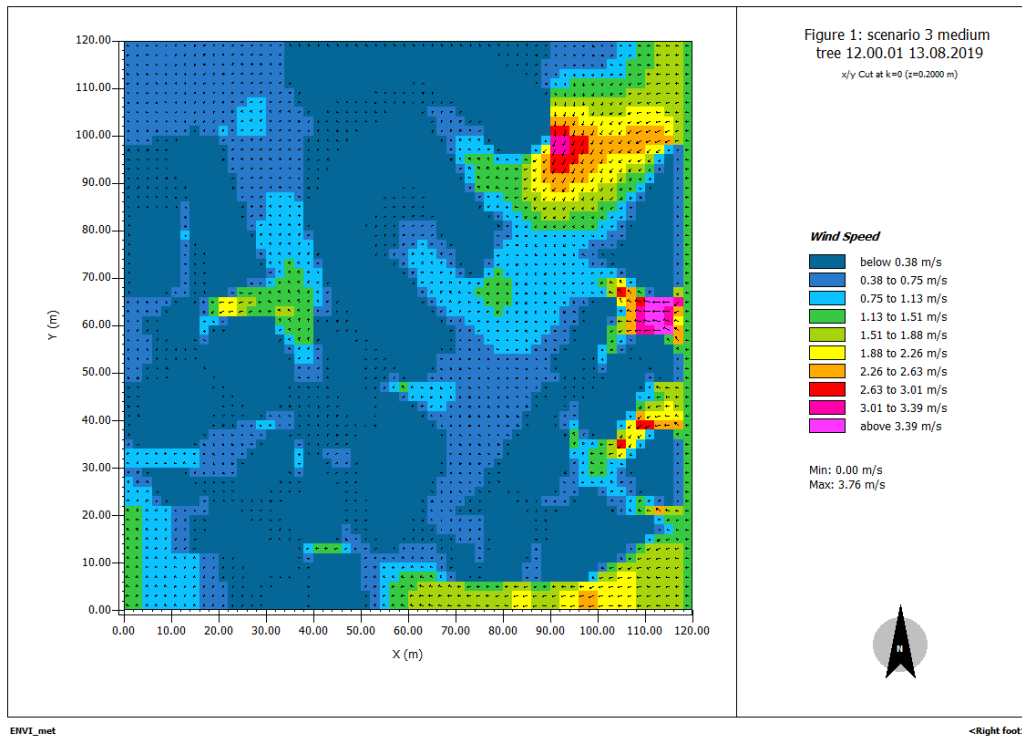 Figure 1: scenario 3 medium
tree 12.00.01 13.08.2019
x/y Cut at k=0 (z=0.2000 m)
120.00
110.00
100.00
90.00
80.00
70.00
60.00
50.00
40.00
30.00
20.00
10.00
0.00
Y (m)
0.00 10.00 20.00 30.00 40.00 50.00 60.00 70.00 80.00 90.00 100.00 110.00 120.00
X (m)
Wind Speed
below 0.38 m/s
0.38 to 0.75 m/s
0.75 to 1.13 m/s
1.13 to 1.51 m/s
1.51 to 1.88 m/s
1.88 to 2.26 m/s
2.26 to 2.63 m/s
2.63 to 3.01 m/s
3.01 to 3.39 m/s
above 3.39 m/s
Min: 0.00 m/s
Max: 3.76 m/s
N
ENVI_met
<Right foot